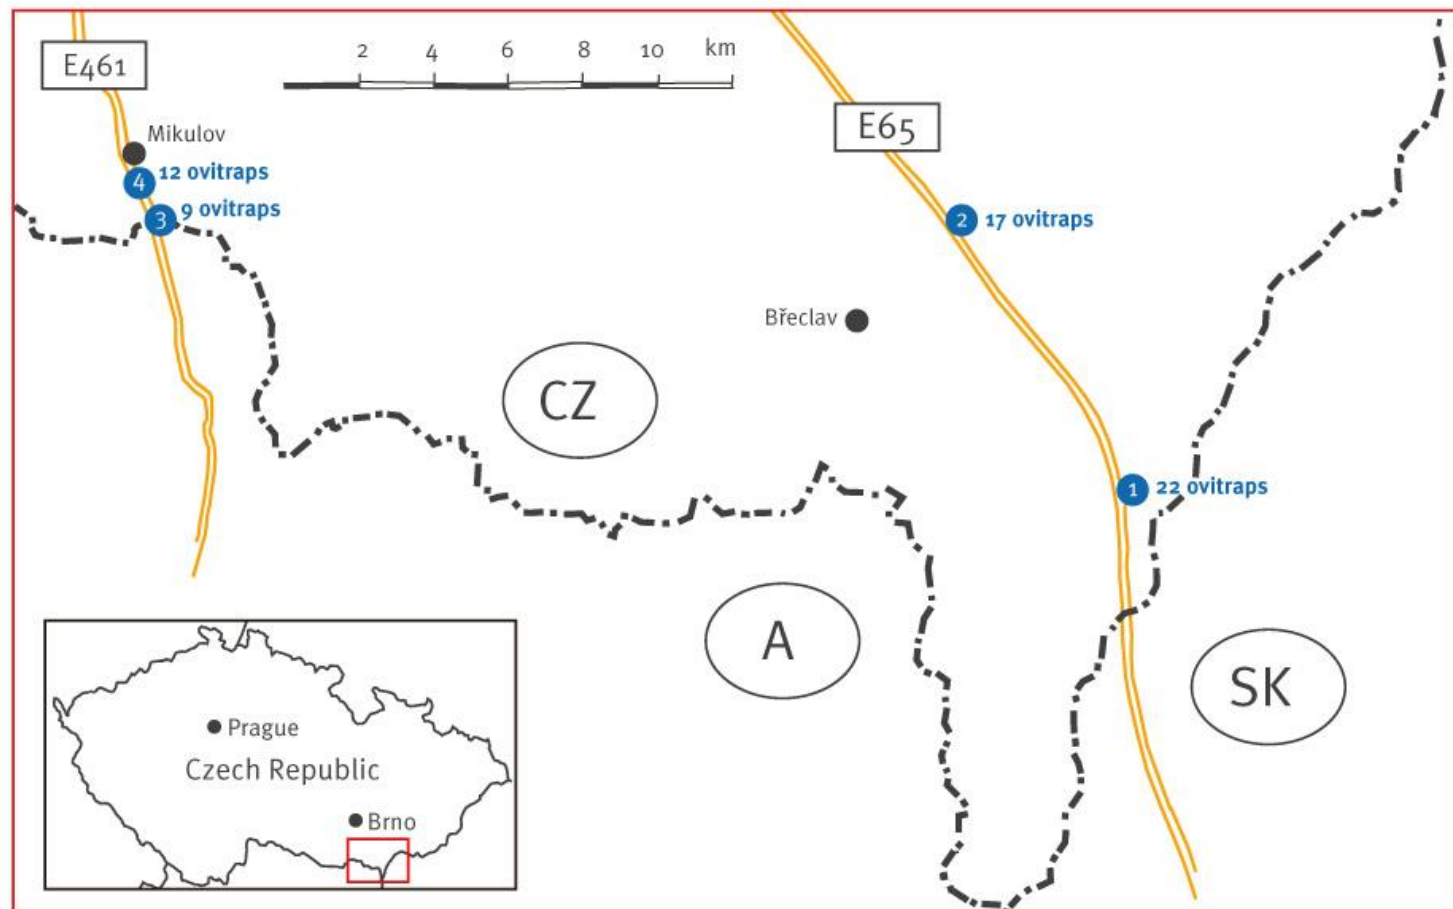 2 4 6 8 10 km
E461
E65
Mikulov
4 12 ovitraps
3 9 ovitraps
2 17 ovitraps
Břeclav
CZ
1 22 ovitraps
A
SK
Prague
Czech Republic
Brno